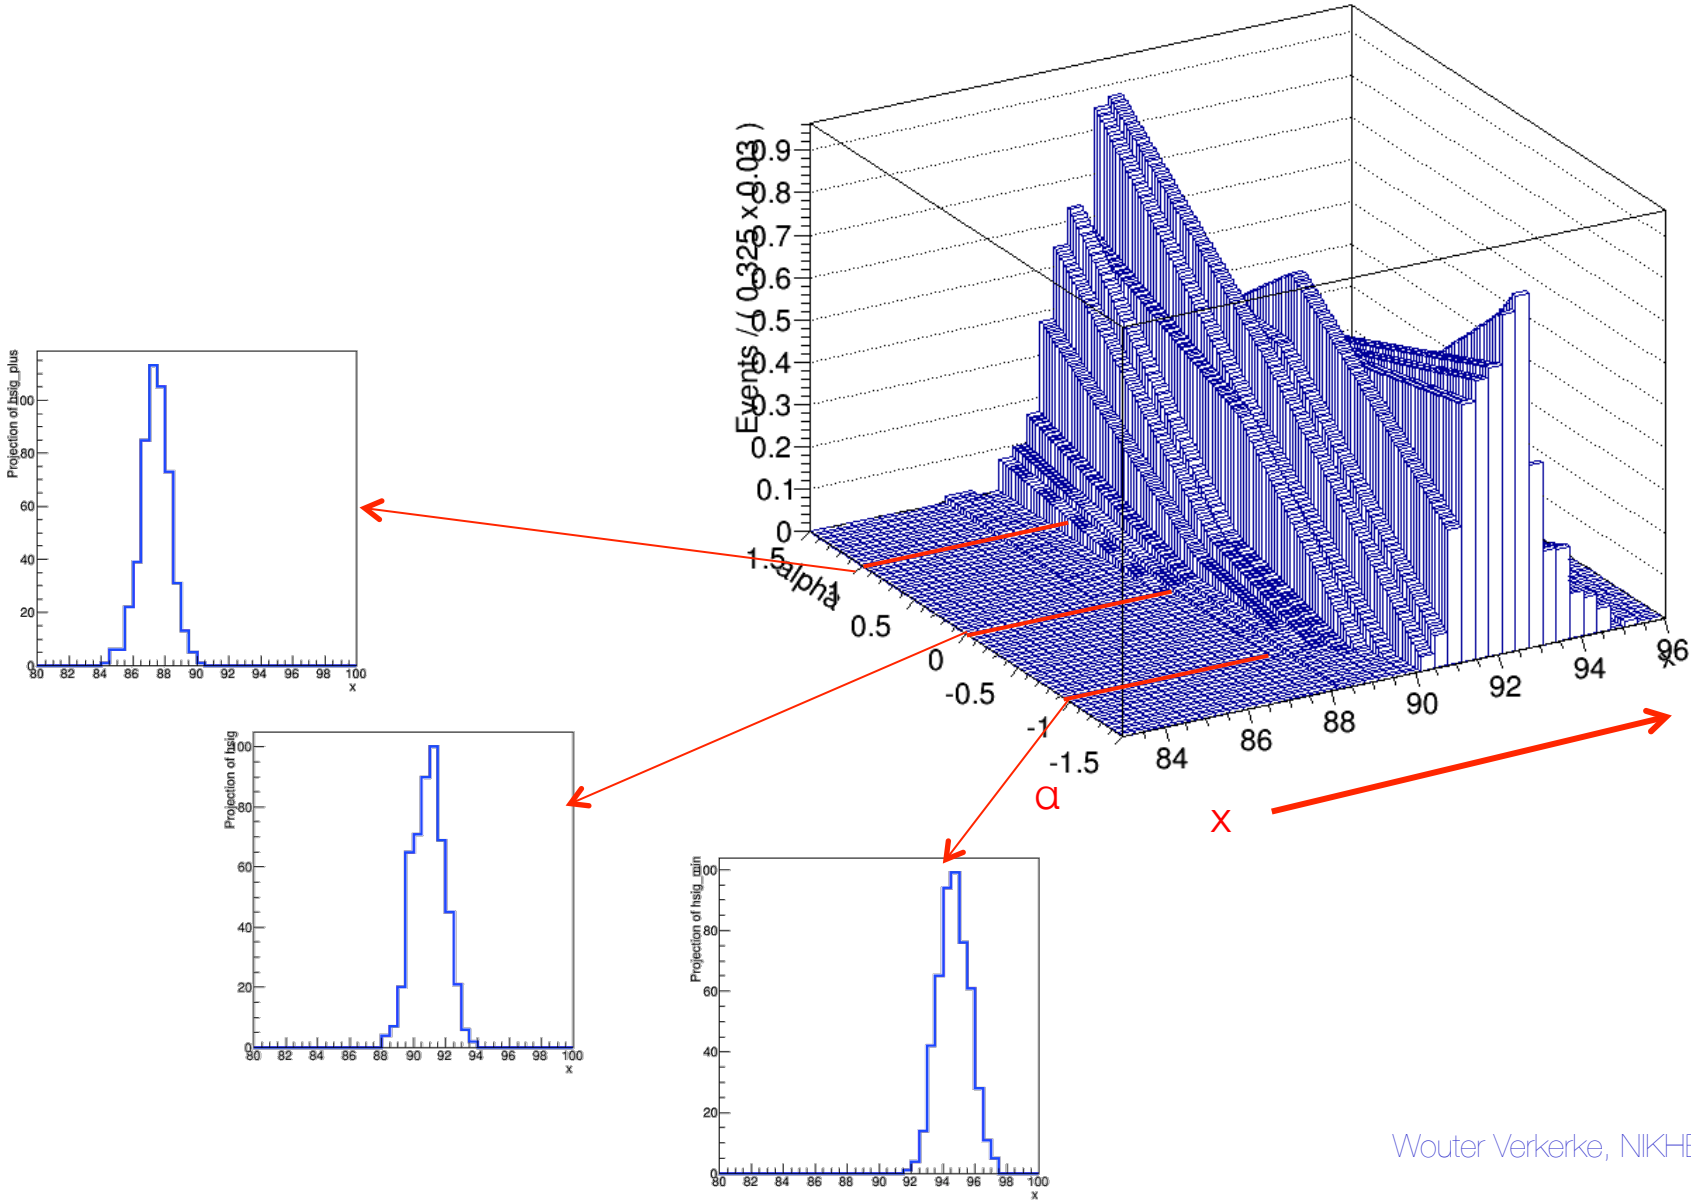 Events / ( 0.325 x 0.03 )
0.9
0.8
0.7
0.6
0.5
0.4
0.3
0.2
0.1
0
1.5
1
0.5
0
-0.5
-1
-1.5
alpha
84
86
88
90
92
94
96
x
α
x
Projection of hsig_plus
100
80
60
40
20
0
80 82 84 86 88 90 92 94 96 98 100
x
Projection of hsig
100
80
60
40
20
0
80 82 84 86 88 90 92 94 96 98 100
x
Projection of hsig_min
100
80
60
40
20
0
80 82 84 86 88 90 92 94 96 98 100
x
Wouter Verkerke, NIKHE